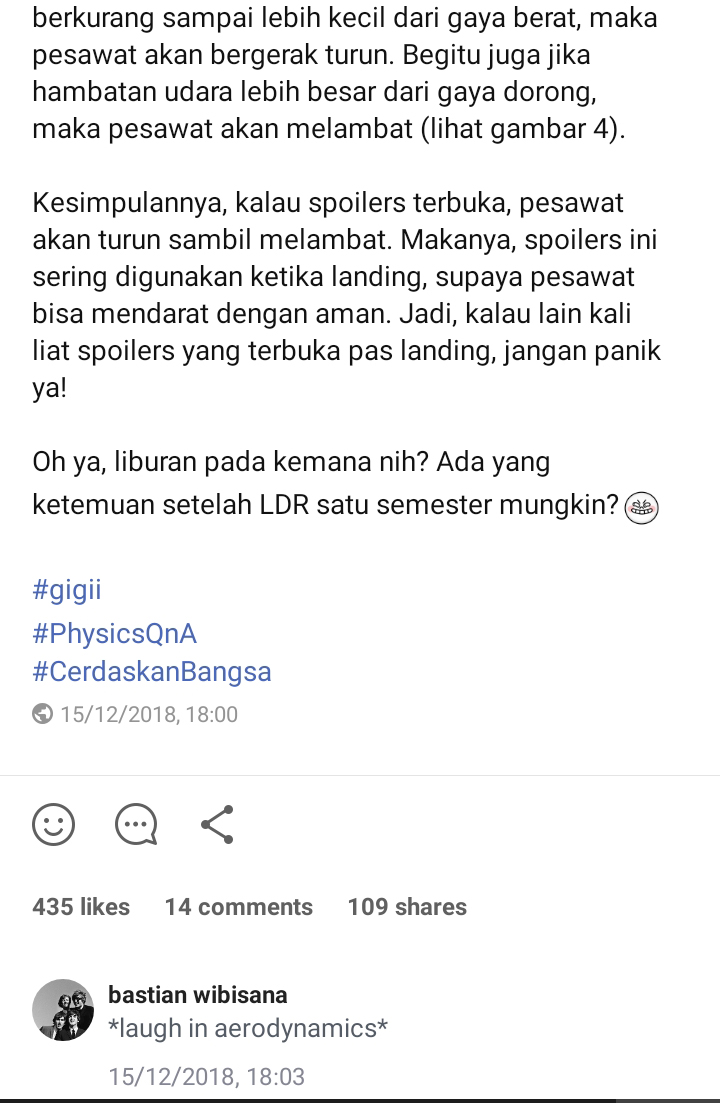 berkurang sampai lebih kecil dari gaya berat, maka
pesawat akan bergerak turun. Begitu juga jika
hambatan udara lebih besar dari gaya dorong,
maka pesawat akan melambat (lihat gambar 4).
Kesimpulannya, kalau spoilers terbuka, pesawat
akan turun sambil melambat. Makanya, spoilers ini
sering digunakan ketika landing, supaya pesawat
bisa mendarat dengan aman. Jadi, kalau lain kali
liat spoilers yang terbuka pas landing, jangan panik
ya!
Oh ya, liburan pada kemana nih? Ada yang
ketemuan setelah LDR satu semester mungkin?
#gigii
#PhysicsQnA
#CerdaskanBangsa
15/12/2018, 18:00
435 likes 14 comments 109 shares
bastian wibisana
*laugh in aerodynamics*
15/12/2018, 18:03